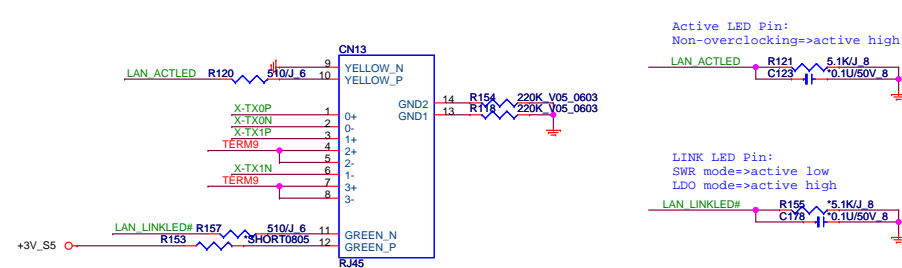 CN13
9 YELLOW_N
LAN_ACTLED R120 510/J_6 10 YELLOW_P
X-TX0P 1 0+
X-TX0N 2 0-
X-TX1P 3 1+
TERM9 4 2+
5 2-
X-TX1N 6 1-
TERM9 7 3+
8 3-
GND2 14 R154 220K_V05_0603
GND1 13 R118 220K_V05_0603
LAN_LINKLED# R157 510/J_6 11 GREEN_N
+3V_S5 R153 *SHORT0805 12 GREEN_P
RJ45
Active LED Pin:
Non-overclocking=>active high
LAN_ACTLED R121 5.1K/J_8
C123 *0.1U/50V_8
LINK LED Pin:
SWR mode=>active low
LDO mode=>active high
LAN_LINKLED# R155 *5.1K/J_8
C178 *0.1U/50V_8